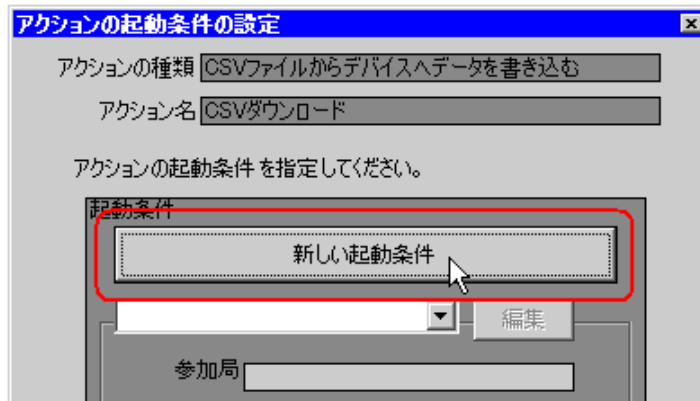 アクションの起動条件の設定
アクションの種類 CSVファイルからデバイスへデータを書き込む
アクション名 CSVダウンロード
アクションの起動条件を指定してください。
起動条件
新しい起動条件
編集
参加局